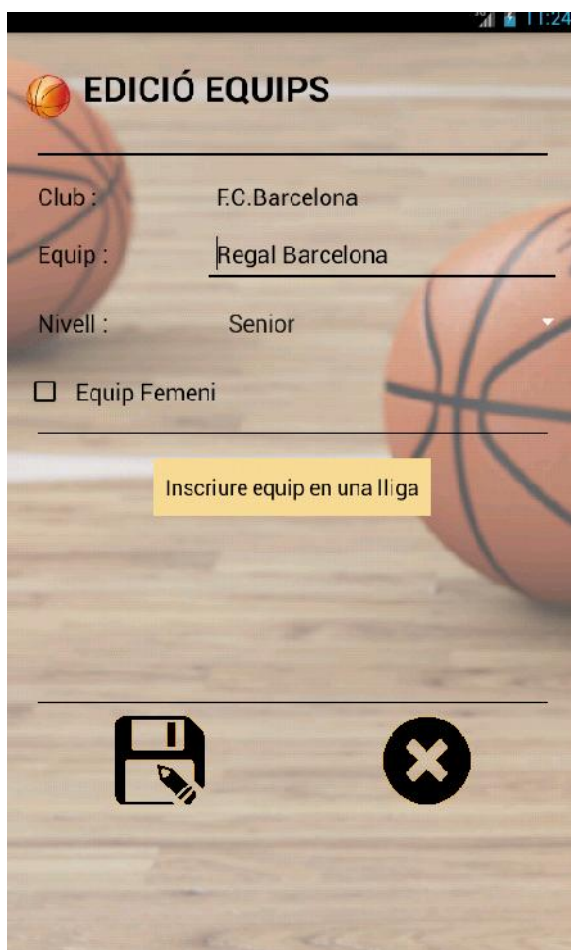 11:24
EDICIÓ EQUIPS
Club : F.C.Barcelona
Equip : Regal Barcelona
Nivell : Senior
Equip Femeni
Inscriure equip en una lliga